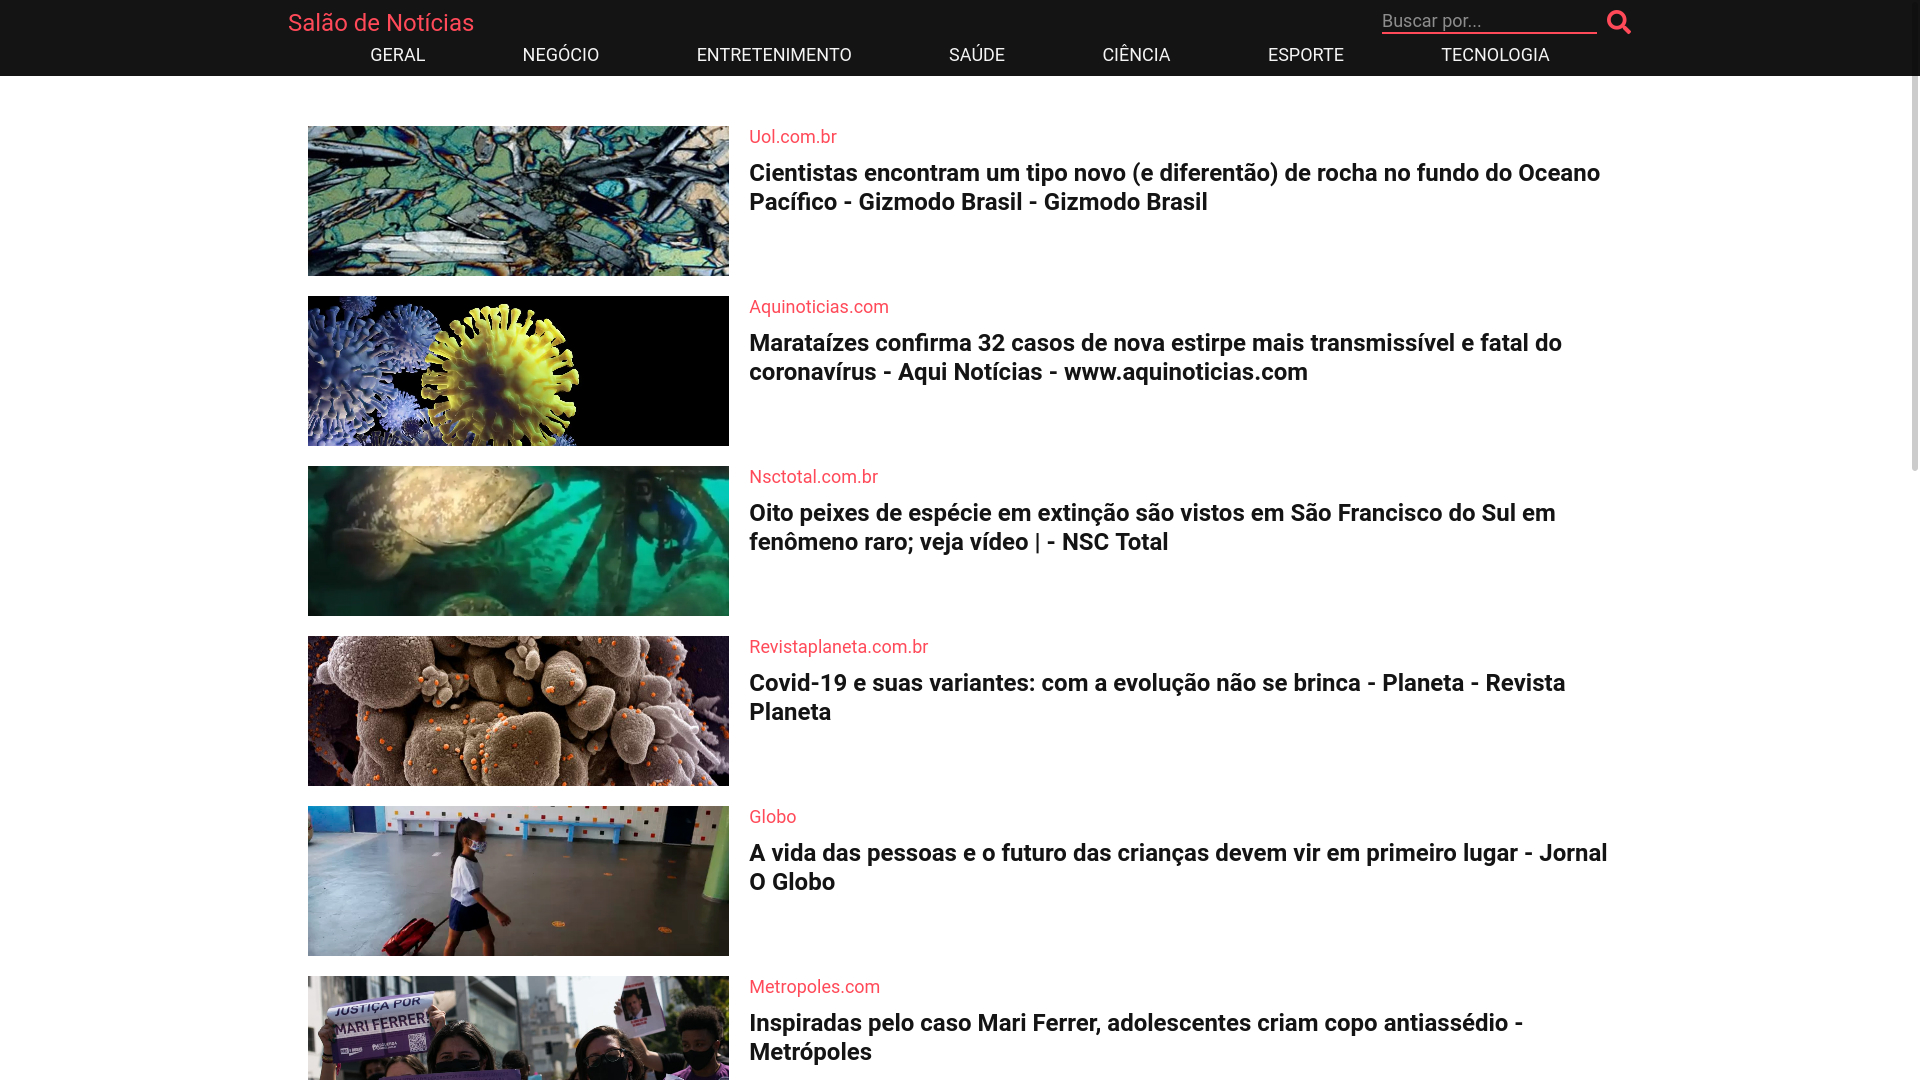 Salão de Notícias
Buscar por...
GERAL NEGÓCIO ENTRETENIMENTO SAÚDE CIÊNCIA ESPORTE TECNOLOGIA
Uol.com.br
Cientistas encontram um tipo novo (e diferentão) de rocha no fundo do Oceano
Pacífico - Gizmodo Brasil - Gizmodo Brasil
Aquinoticias.com
Marataízes confirma 32 casos de nova estirpe mais transmissível e fatal do
coronavírus - Aqui Notícias - www.aquinoticias.com
Nsctotal.com.br
Oito peixes de espécie em extinção são vistos em São Francisco do Sul em
fenômeno raro; veja vídeo | - NSC Total
Revistaplaneta.com.br
Covid-19 e suas variantes: com a evolução não se brinca - Planeta - Revista
Planeta
Globo
A vida das pessoas e o futuro das crianças devem vir em primeiro lugar - Jornal
O Globo
JUSTIÇA POR
MARI FERRER!
Metropoles.com
Inspiradas pelo caso Mari Ferrer, adolescentes criam copo antiassédio -
Metrópoles